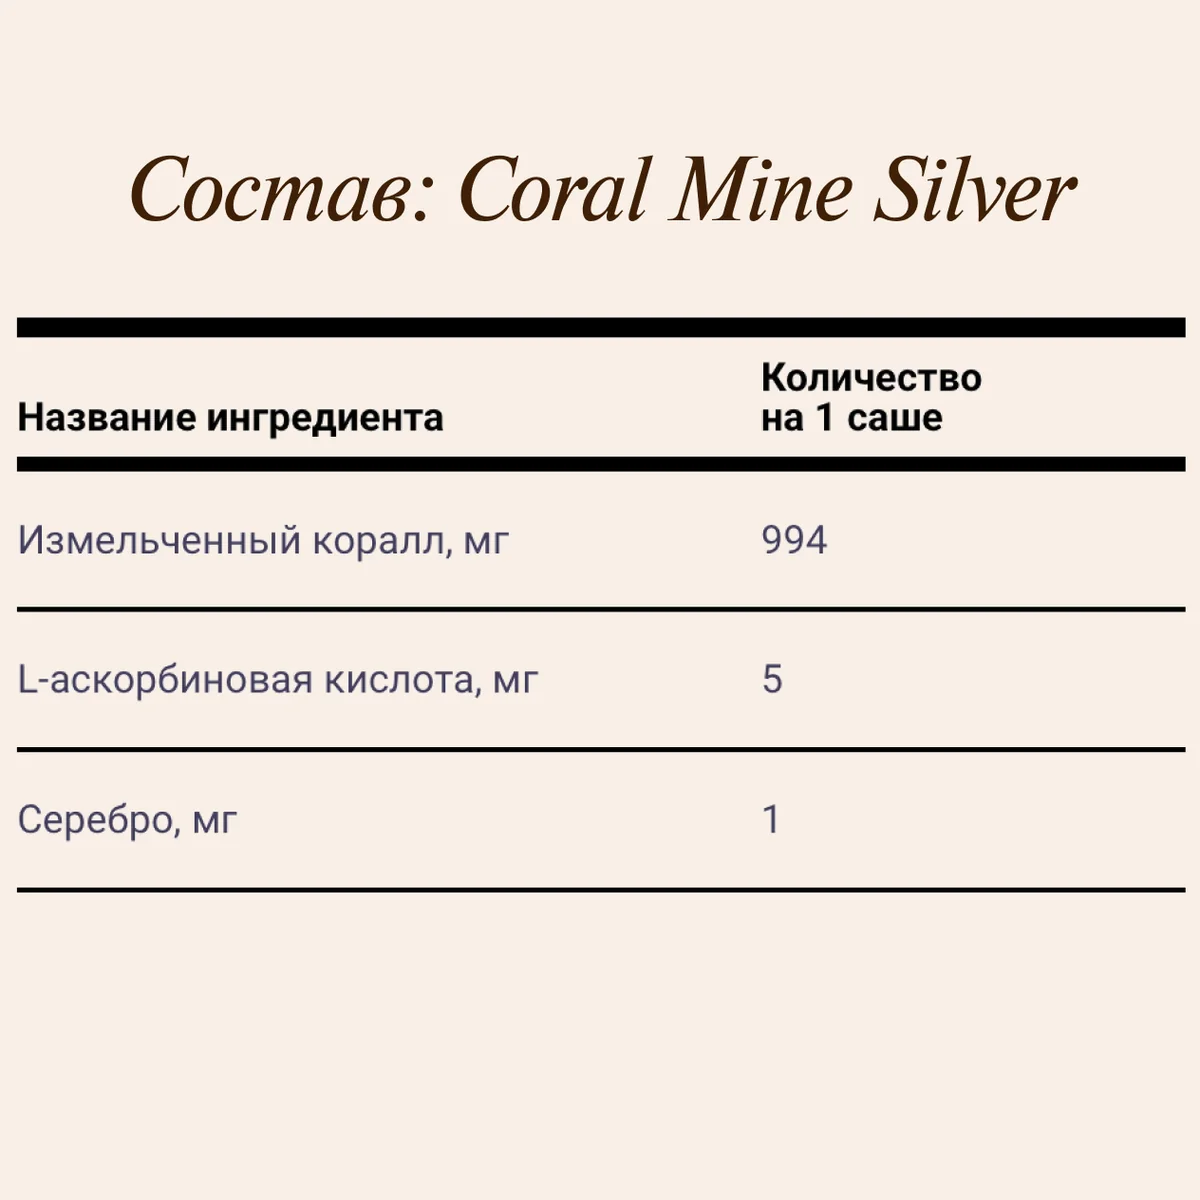 Состав: Coral Mine Silver
Название ингредиента
Количество
на 1 саше
Измельченный коралл, мг 994
L-аскорбиновая кислота, мг 5
Серебро, мг 1